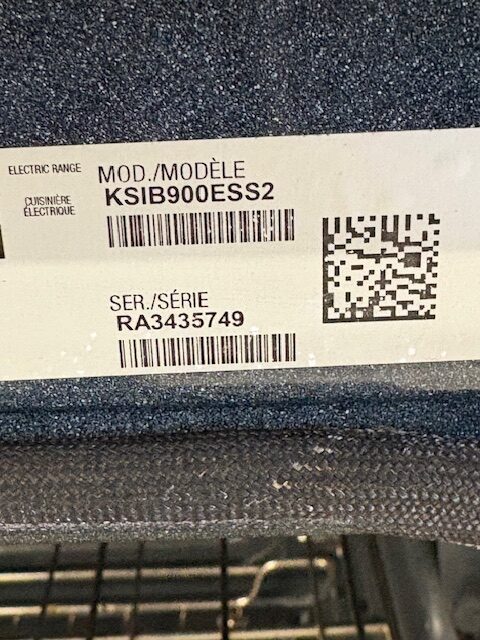 ELECTRIC RANGE
CUISINIÈRE
ÉLECTRIQUE
MOD./MODÈLE
KSIB900ESS2
SER./SÉRIE
RA3435749